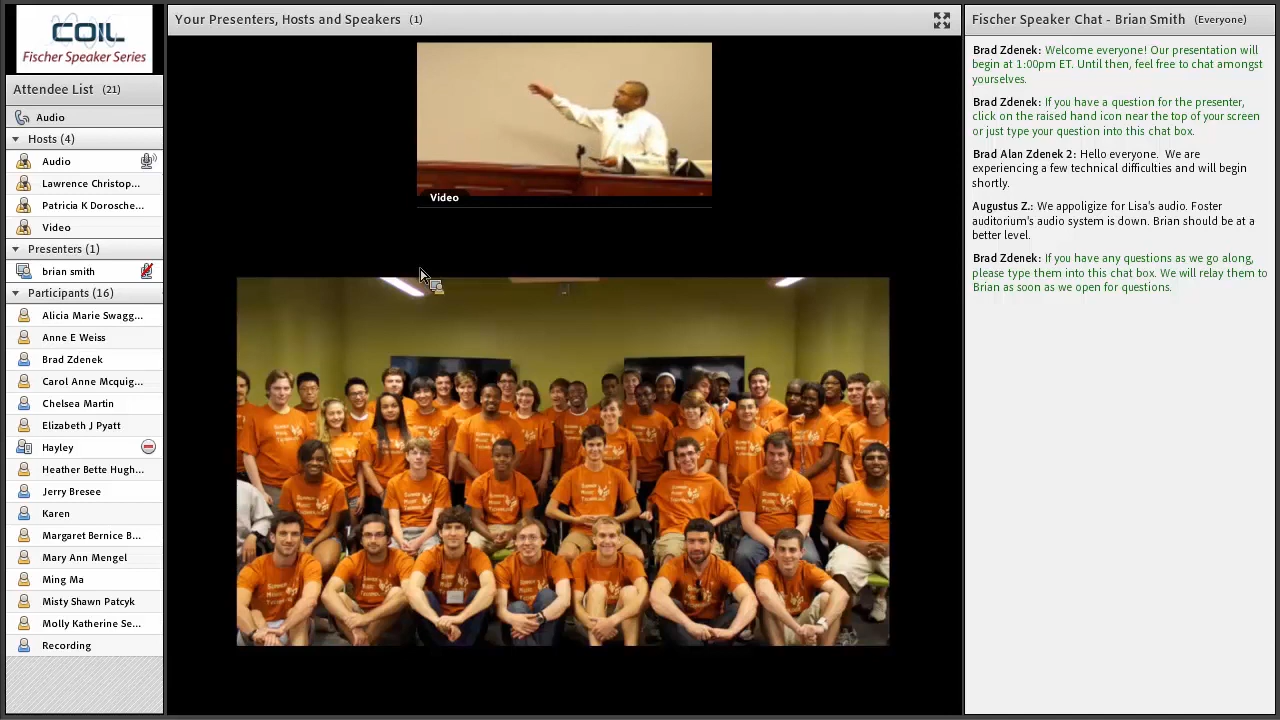 COIL
Fischer Speaker Series
Attendee List (21)
Audio
Hosts (4)
Audio
Lawrence Christop...
Patricia K Dorosche...
Video
Presenters (1)
brian smith
Participants (16)
Alicia Marie Swagg...
Anne E Weiss
Brad Zdenek
Carol Anne Mcquig...
Chelsea Martin
Elizabeth J Pyatt
Hayley
Heather Bette Hugh...
Jerry Bresee
Karen
Margaret Bernice B...
Mary Ann Mengel
Ming Ma
Misty Shawn Patcyk
Molly Katherine Se...
Recording
Your Presenters, Hosts and Speakers (1)
Video
Summer
Music
Technology
Fischer Speaker Chat - Brian Smith (Everyone)
Brad Zdenek: Welcome everyone! Our presentation will
begin at 1:00pm ET. Until then, feel free to chat amongst
yourselves.
Brad Zdenek: If you have a question for the presenter,
click on the raised hand icon near the top of your screen
or just type your question into this chat box.
Brad Alan Zdenek 2: Hello everyone. We are
experiencing a few technical difficulties and will begin
shortly.
Augustus Z.: We appoligize for Lisa's audio. Foster
auditorium's audio system is down. Brian should be at a
better level.
Brad Zdenek: If you have any questions as we go along,
please type them into this chat box. We will relay them to
Brian as soon as we open for questions.